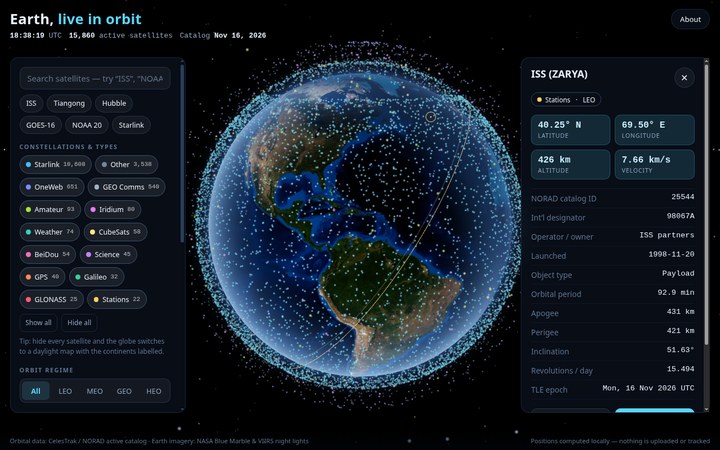 Earth, live in orbit
18:38:19 UTC 15,860 active satellites Catalog Nov 16, 2026
About
Search satellites — try "ISS", "NOAA
ISS Tiangong Hubble
GOES-16 NOAA 20 Starlink
CONSTELLATIONS & TYPES
Starlink 10,608 Other 3,538
OneWeb 651 GEO Comms 540
Amateur 93 Iridium 80
Weather 74 CubeSats 56
BeiDou 54 Science 45
GPS 40 Galileo 32
GLONASS 25 Stations 22
Show all Hide all
Tip: hide every satellite and the globe switches
to a daylight map with the continents labelled.
ORBIT REGIME
All LEO MEO GEO HEO
ISS (ZARYA)
Stations · LEO
40.25° N 69.50° E
LATITUDE LONGITUDE
426 km 7.66 km/s
ALTITUDE VELOCITY
NORAD catalog ID 25544
Int'l designator 98067A
Operator / owner ISS partners
Launched 1998-11-20
Object type Payload
Orbital period 92.9 min
Apogee 431 km
Perigee 421 km
Inclination 51.63°
Revolutions / day 15.494
TLE epoch Mon, 16 Nov 2026 UTC
Orbital data: CelesTrak / NORAD active catalog · Earth imagery: NASA Blue Marble & VIIRS night lights
Positions computed locally — nothing is uploaded or tracked